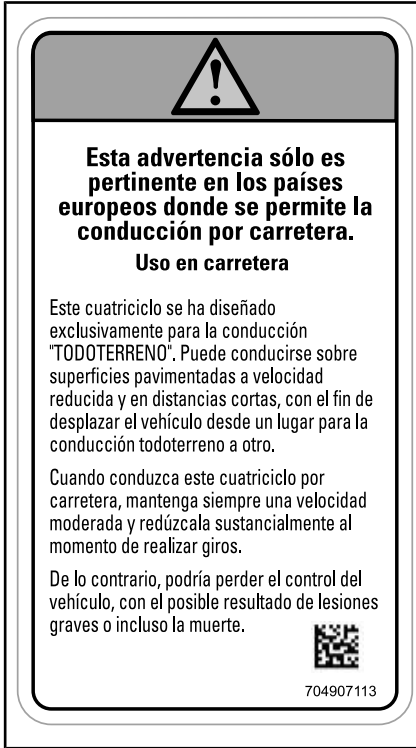 Esta advertencia sólo es
pertinente en los países
europeos donde se permite la
conducción por carretera.
Uso en carretera
Este cuatriciclo se ha diseñado
exclusivamente para la conducción
"TODOTERRENO". Puede conducirse sobre
superficies pavimentadas a velocidad
reducida y en distancias cortas, con el fin de
desplazar el vehículo desde un lugar para la
conducción todoterreno a otro.
Cuando conduzca este cuatriciclo por
carretera, mantenga siempre una velocidad
moderada y redúzcala sustancialmente al
momento de realizar giros.
De lo contrario, podría perder el control del
vehículo, con el posible resultado de lesiones
graves o incluso la muerte.
704907113